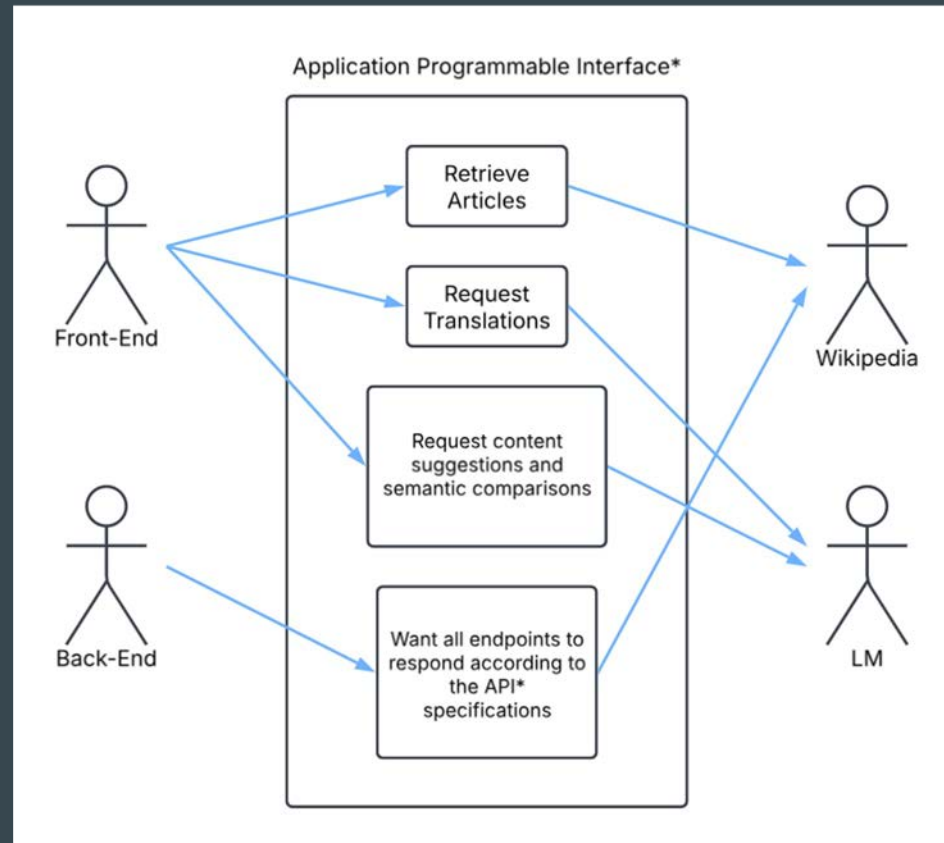 Application Programmable Interface*
Retrieve
Articles
Request
Translations
Front-End
Wikipedia
Request content
suggestions and
semantic comparisons
Want all endpoints to
respond according to
the API*
specifications
Back-End
LM